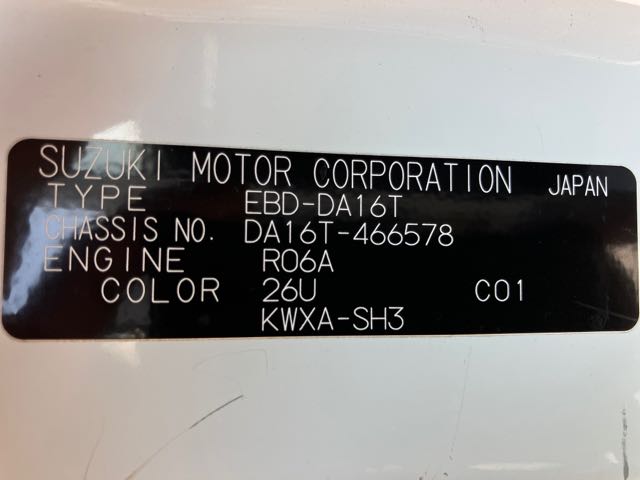 SUZUKI MOTOR CORPORATION JAPAN
TYPE EBD-DA16T
CHASSIS NO. DA16T-466578
ENGINE R06A
COLOR 26U C01
KWXA-SH3